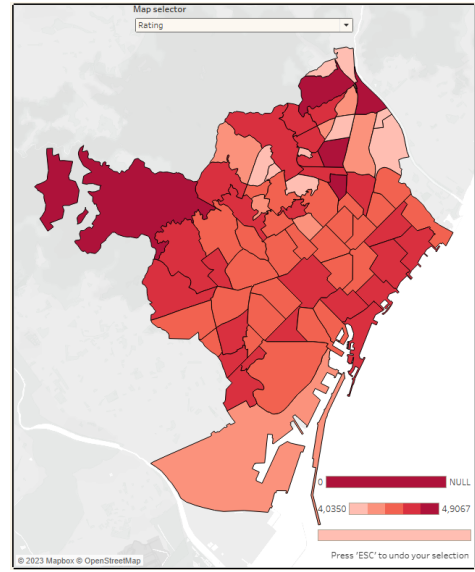 Map selector
Rating
0 NULL
4,0350 4,9067
Press 'ESC' to undo your selection
© 2023 Mapbox © OpenStreetMap